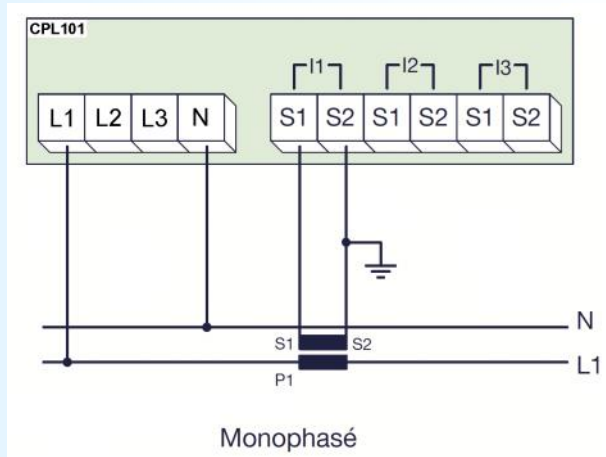 CPL101
I1 I2 I3
L1 L2 L3 N S1 S2 S1 S2 S1 S2
N
S1 S2
L1
P1
Monophasé